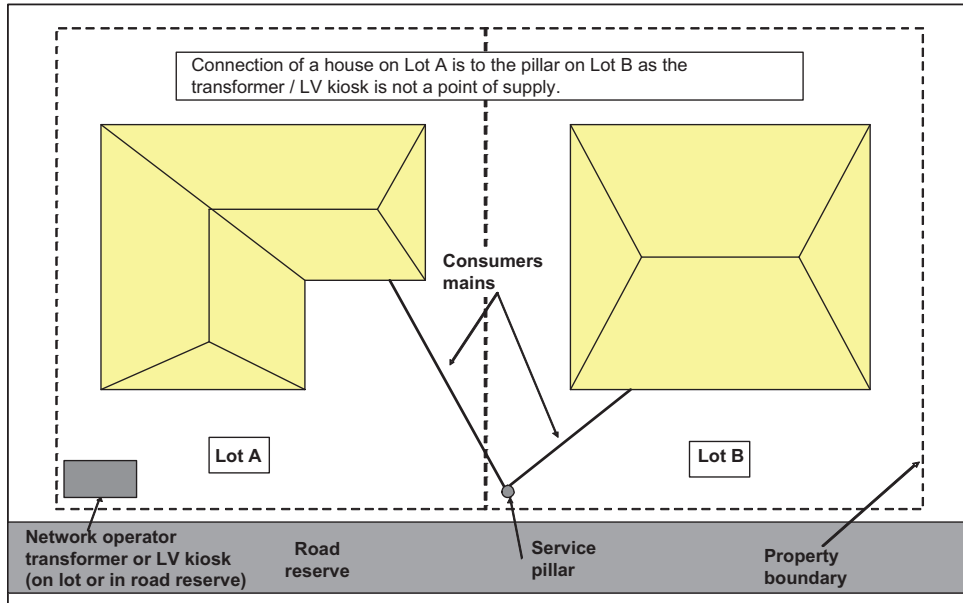 Connection of a house on Lot A is to the pillar on Lot B as the
transformer / LV kiosk is not a point of supply.
Consumers
mains
Lot A
Lot B
Network operator
transformer or LV kiosk
(on lot or in road reserve)
Road
reserve
Service
pillar
Property
boundary